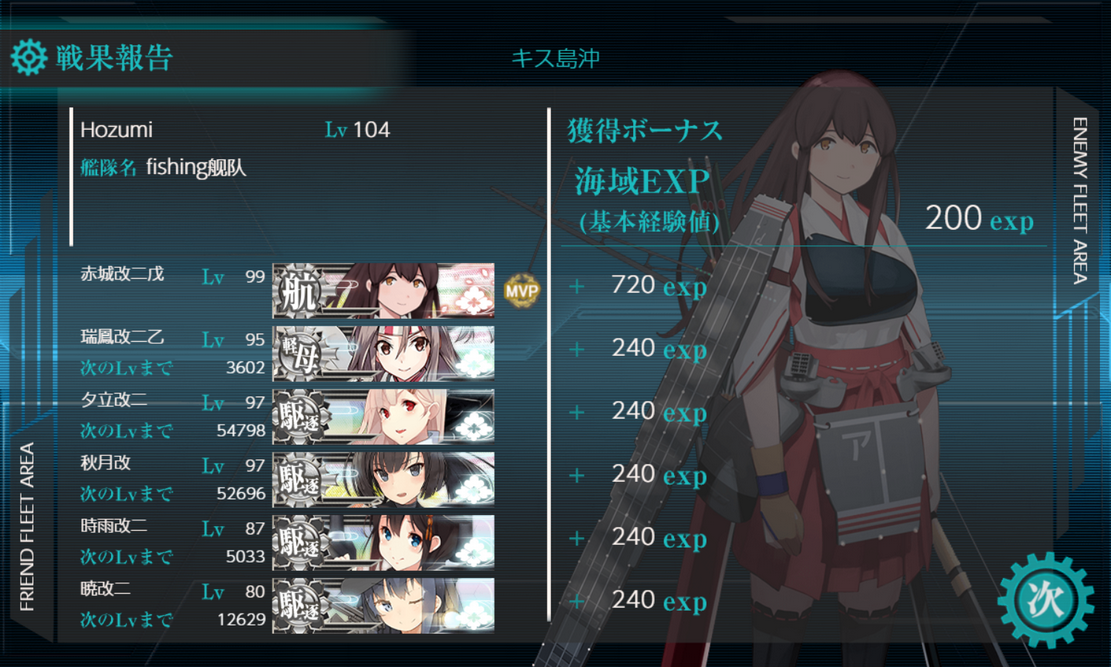 戦果報告
キス島沖
Hozumi Lv 104
艦隊名 fishing舰队
獲得ボーナス
海域EXP
(基本経験値) 200 exp
赤城改二戊 Lv 99
航
MVP
+ 720 exp
瑞鳳改二乙 Lv 95
次のLvまで 3602
軽母
+ 240 exp
夕立改二 Lv 97
次のLvまで 54798
駆逐
+ 240 exp
秋月改 Lv 97
次のLvまで 52696
駆逐
+ 240 exp
時雨改二 Lv 87
次のLvまで 5033
駆逐
+ 240 exp
暁改二 Lv 80
次のLvまで 12629
駆逐
+ 240 exp
FRIEND FLEET AREA
ENEMY FLEET AREA
ア
次